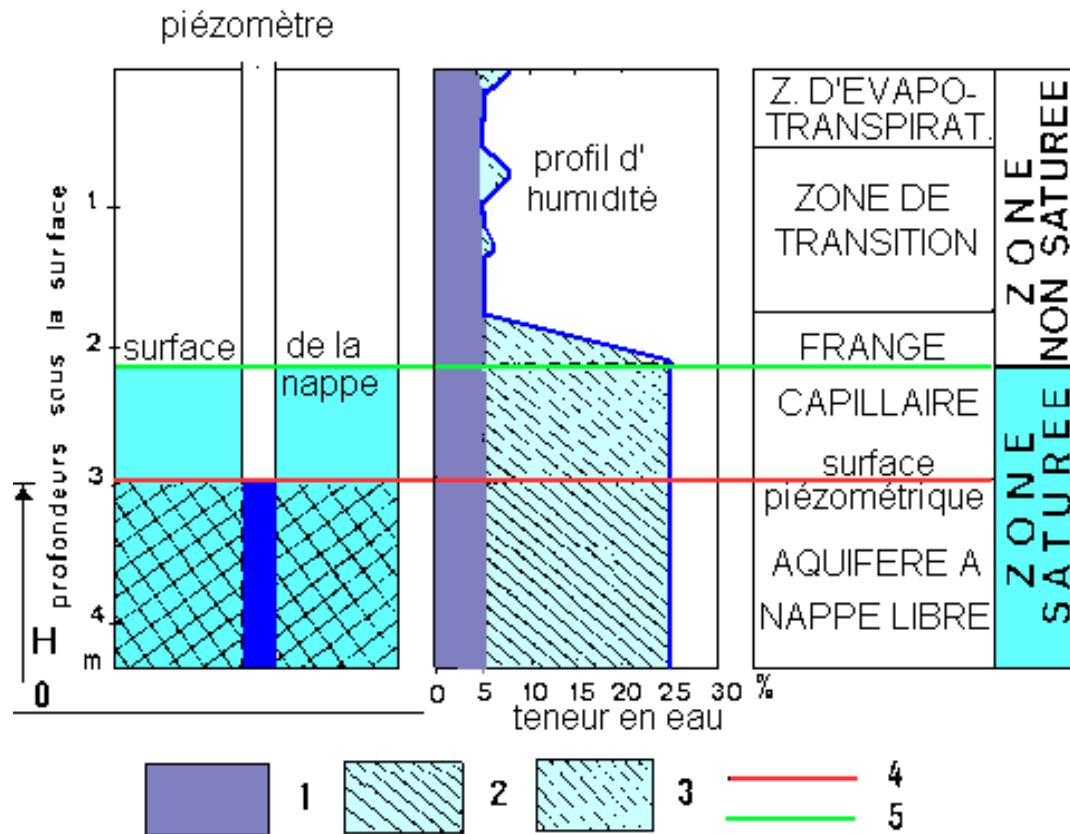 piézomètre
profondeurs sous la surface
1
2
3
4
m
H
0
surface
de la
nappe
profil d'
humidité
0 5 10 15 20 25 30 %
teneur en eau
Z. D'EVAPO-
TRANSPIRAT.
ZONE DE
TRANSITION
FRANGE
CAPILLAIRE
surface
piézométrique
AQUIFERE A
NAPPE LIBRE
ZONE
NON SATUREE
ZONE
SATUREE
1
2
3
4
5